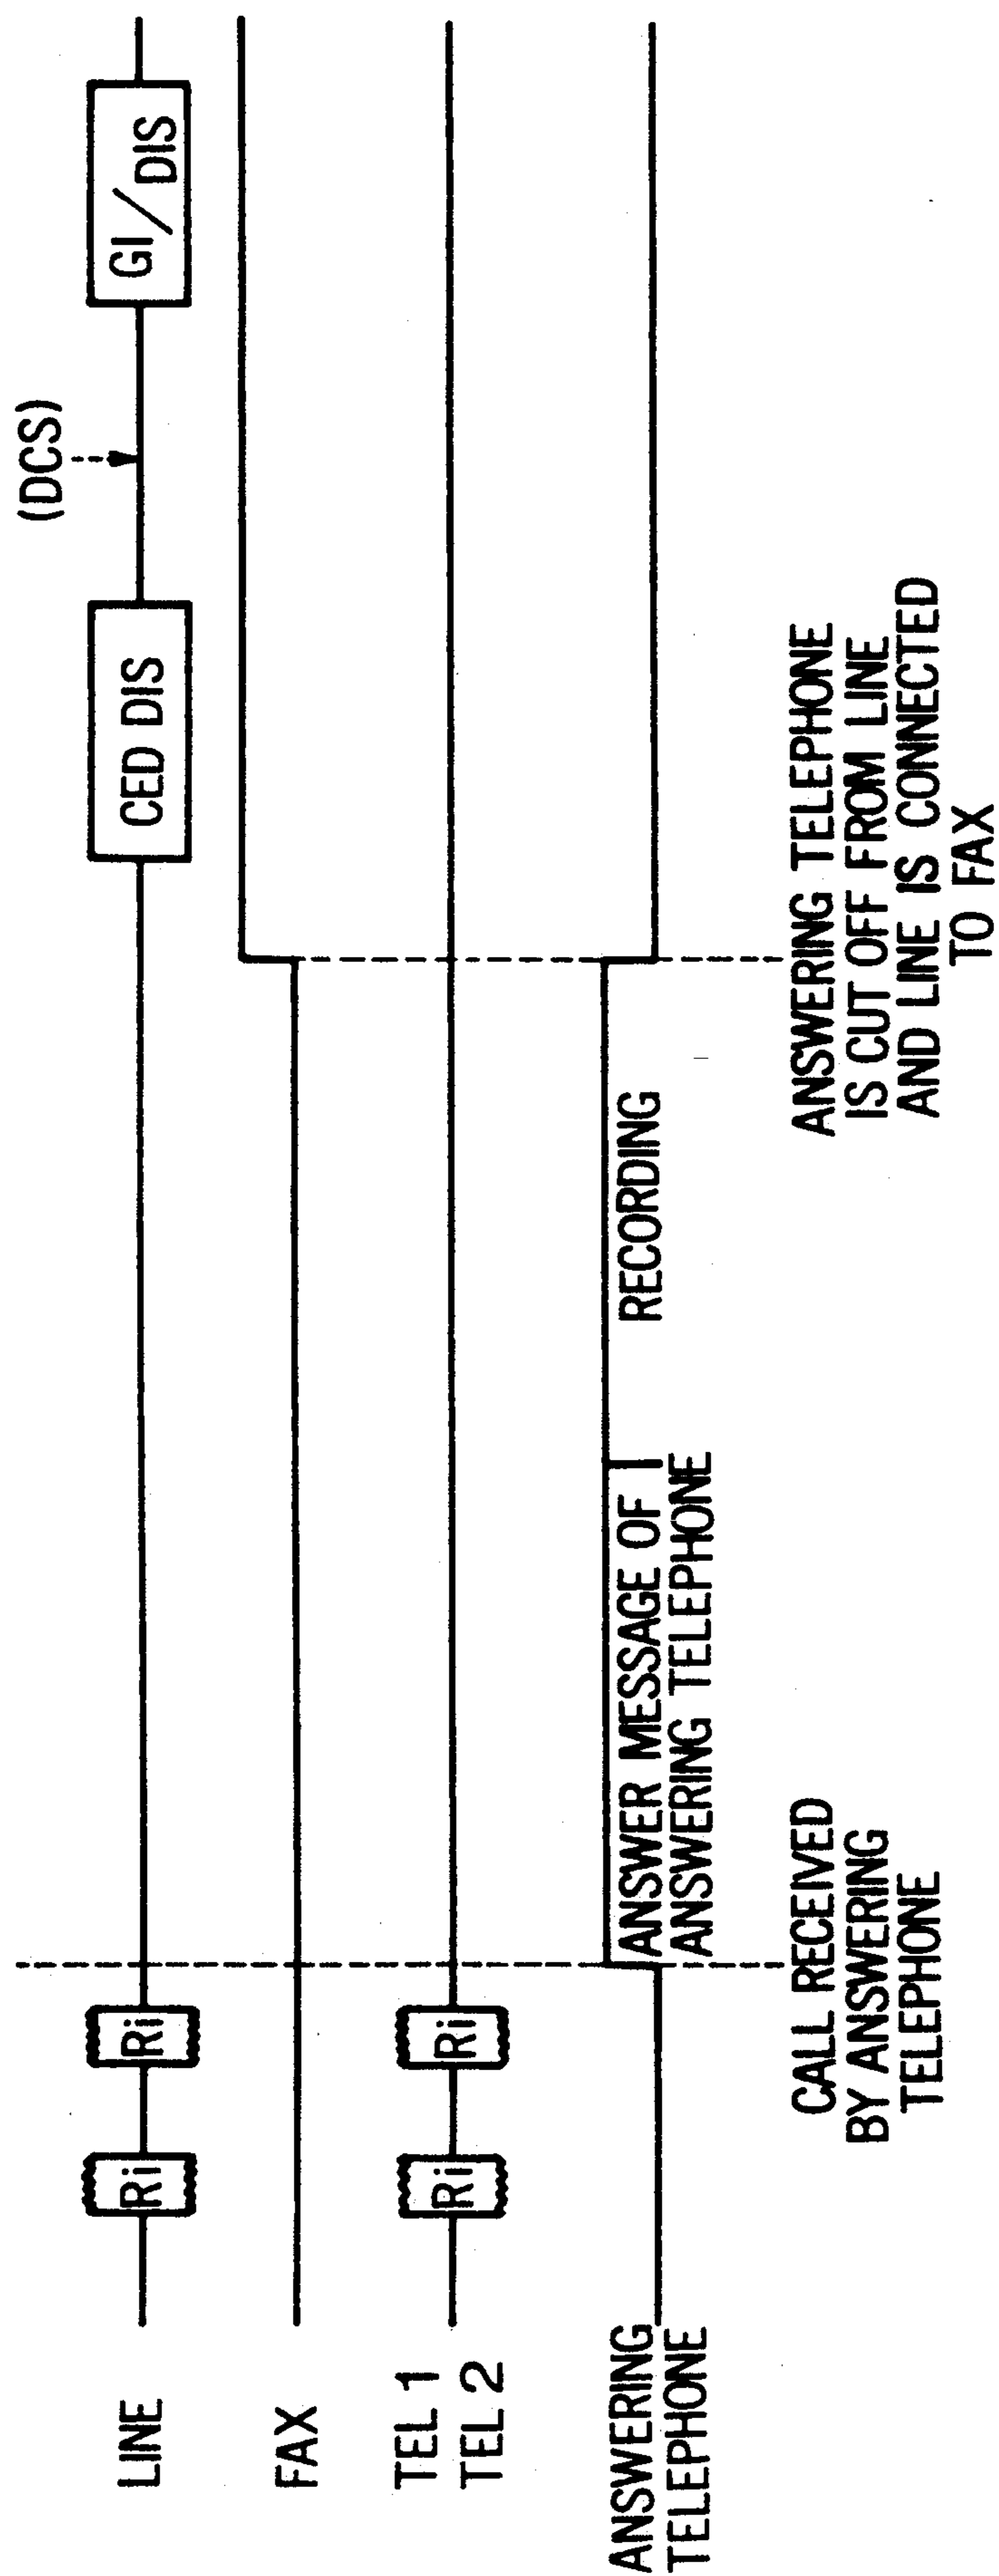 (DCS)
LINE
Ri
Ri
CED DIS
GI/DIS
FAX
TEL 1
TEL 2
Ri
Ri
ANSWERING
TELEPHONE
ANSWER MESSAGE OF
ANSWERING TELEPHONE
RECORDING
CALL RECEIVED
BY ANSWERING
TELEPHONE
ANSWERING TELEPHONE
IS CUT OFF FROM LINE
AND LINE IS CONNECTED
TO FAX